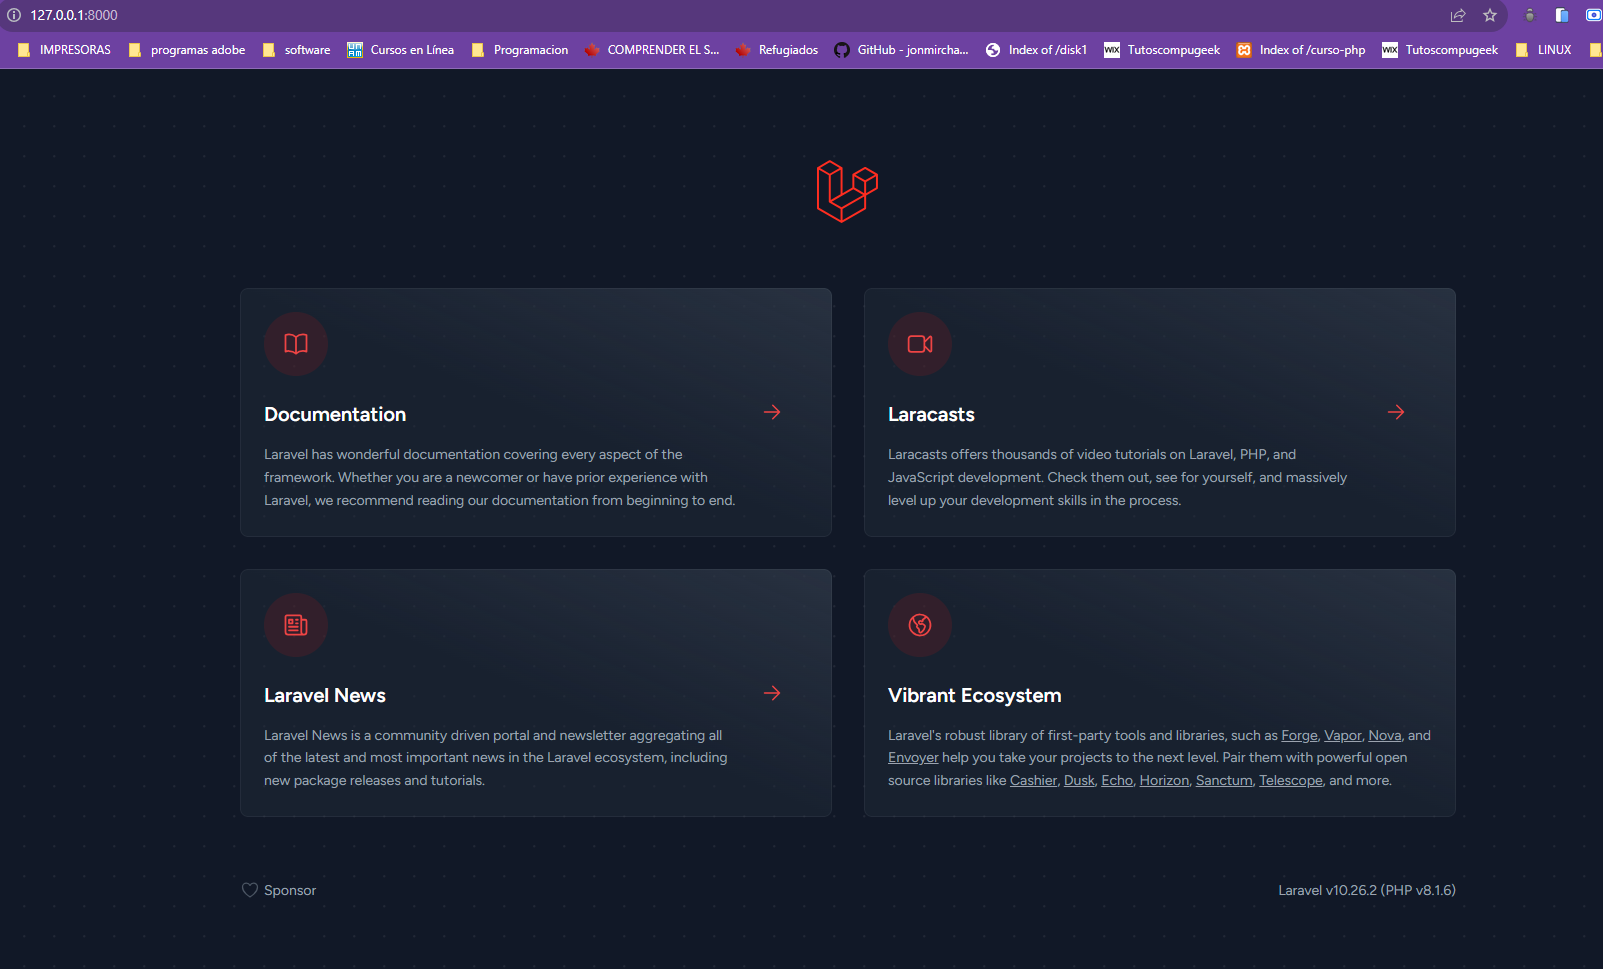 127.0.0.1:8000
IMPRESORAS programas adobe software Cursos en Línea Programacion COMPRENDER EL S... Refugiados GitHub - jonmircha... Index of /disk1 WIX Tutoscompugeek Index of /curso-php WIX Tutoscompugeek LINUX
Documentation
Laravel has wonderful documentation covering every aspect of the
framework. Whether you are a newcomer or have prior experience with
Laravel, we recommend reading our documentation from beginning to end.
Laracasts
Laracasts offers thousands of video tutorials on Laravel, PHP, and
JavaScript development. Check them out, see for yourself, and massively
level up your development skills in the process.
Laravel News
Laravel News is a community driven portal and newsletter aggregating all
of the latest and most important news in the Laravel ecosystem, including
new package releases and tutorials.
Vibrant Ecosystem
Laravel's robust library of first-party tools and libraries, such as Forge, Vapor, Nova, and
Envoyer help you take your projects to the next level. Pair them with powerful open
source libraries like Cashier, Dusk, Echo, Horizon, Sanctum, Telescope, and more.
Sponsor
Laravel v10.26.2 (PHP v8.1.6)